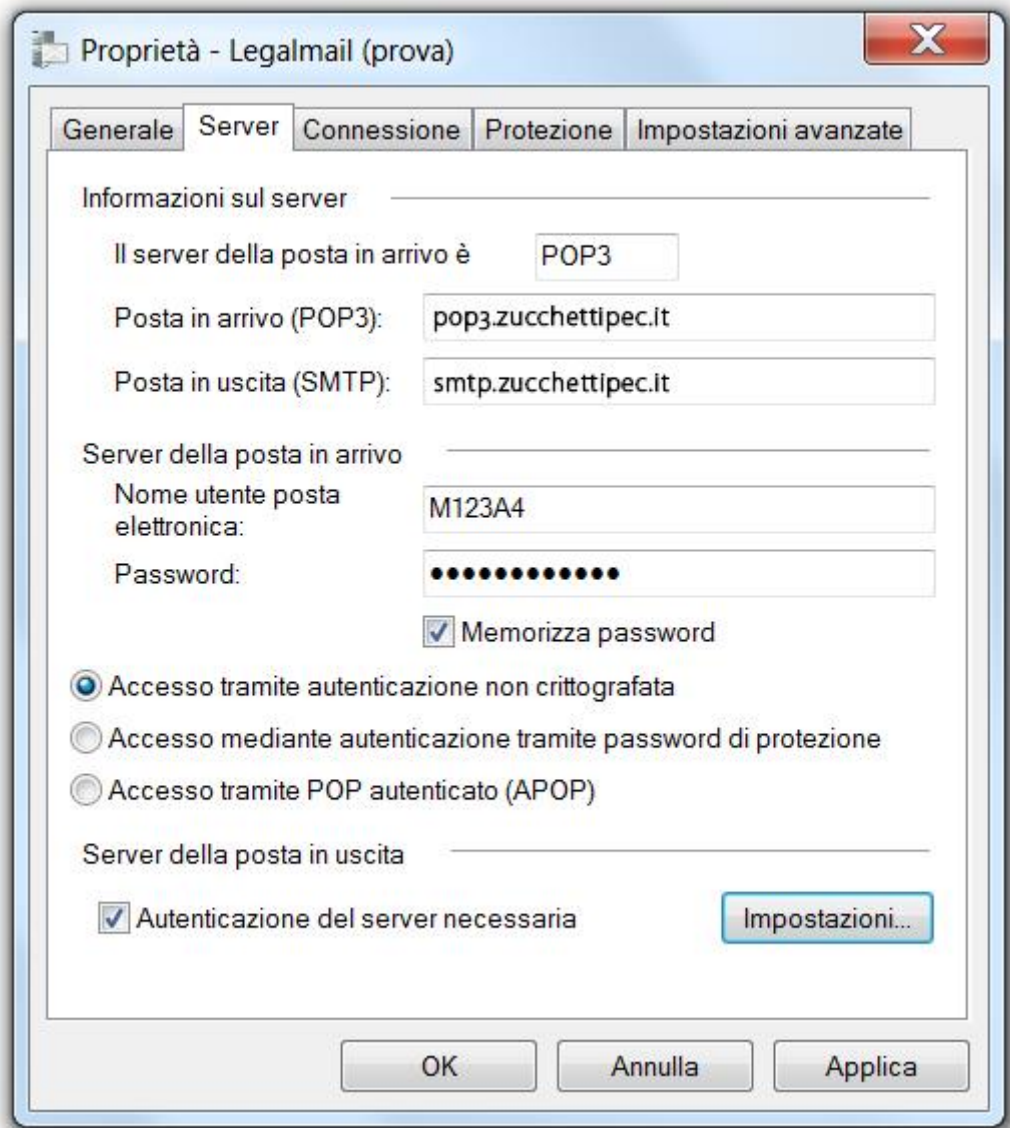 Proprietà - Legalmail (prova)
Generale Server Connessione Protezione Impostazioni avanzate
Informazioni sul server
Il server della posta in arrivo è POP3
Posta in arrivo (POP3): pop3.zucchettipec.it
Posta in uscita (SMTP): smtp.zucchettipec.it
Server della posta in arrivo
Nome utente posta
elettronica: M123A4
Password: ●●●●●●●●●●●●
Memorizza password
Accesso tramite autenticazione non crittografata
Accesso mediante autenticazione tramite password di protezione
Accesso tramite POP autenticato (APOP)
Server della posta in uscita
Autenticazione del server necessaria Impostazioni...
OK Annulla Applica